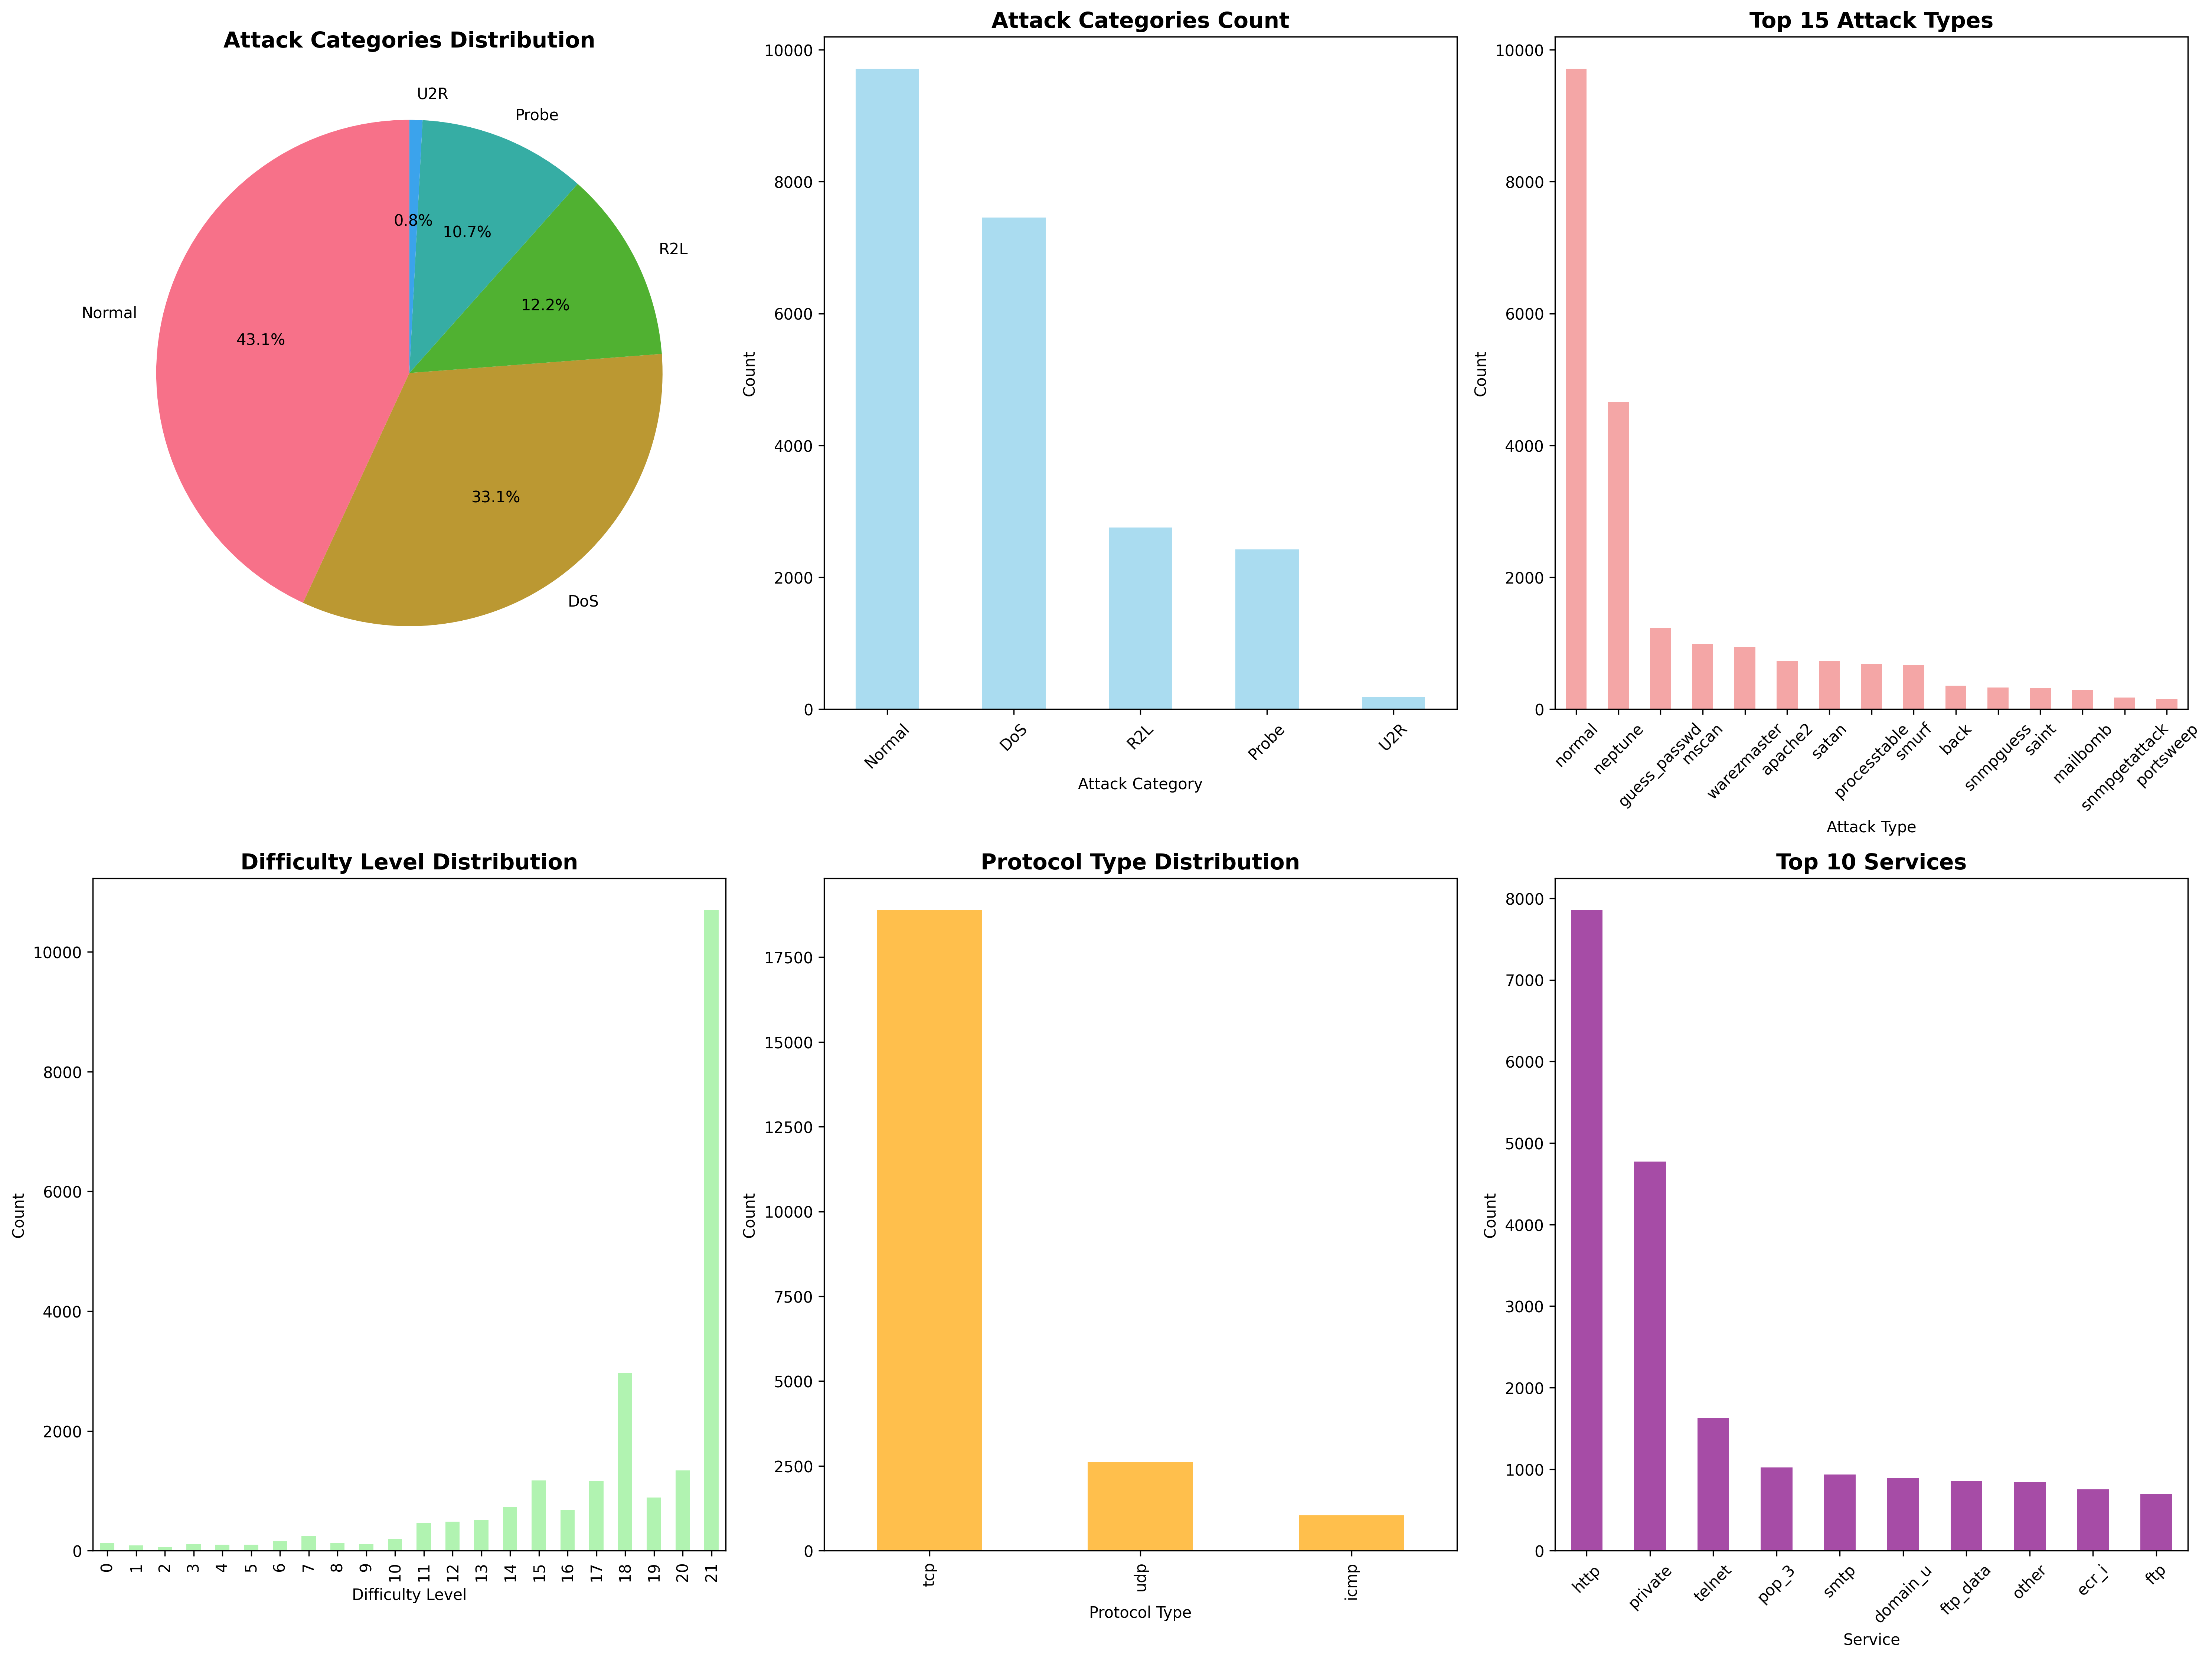 Attack Categories Distribution
U2R
Probe
R2L
Normal
DoS
0.8%
10.7%
12.2%
43.1%
33.1%
Attack Categories Count
Count
10000
8000
6000
4000
2000
0
Normal
DoS
R2L
Probe
U2R
Attack Category
Top 15 Attack Types
Count
10000
8000
6000
4000
2000
0
normal
neptune
guess_passwd
mscan
warezmaster
apache2
satan
processtable
smurf
back
snmpguess
saint
mailbomb
snmpgetattack
portsweep
Attack Type
Difficulty Level Distribution
Count
10000
8000
6000
4000
2000
0
0
1
2
3
4
5
6
7
8
9
10
11
12
13
14
15
16
17
18
19
20
21
Difficulty Level
Protocol Type Distribution
Count
17500
15000
12500
10000
7500
5000
2500
0
tcp
udp
icmp
Protocol Type
Top 10 Services
Count
8000
7000
6000
5000
4000
3000
2000
1000
0
http
private
telnet
pop_3
smtp
domain_u
ftp_data
other
ecr_i
ftp
Service